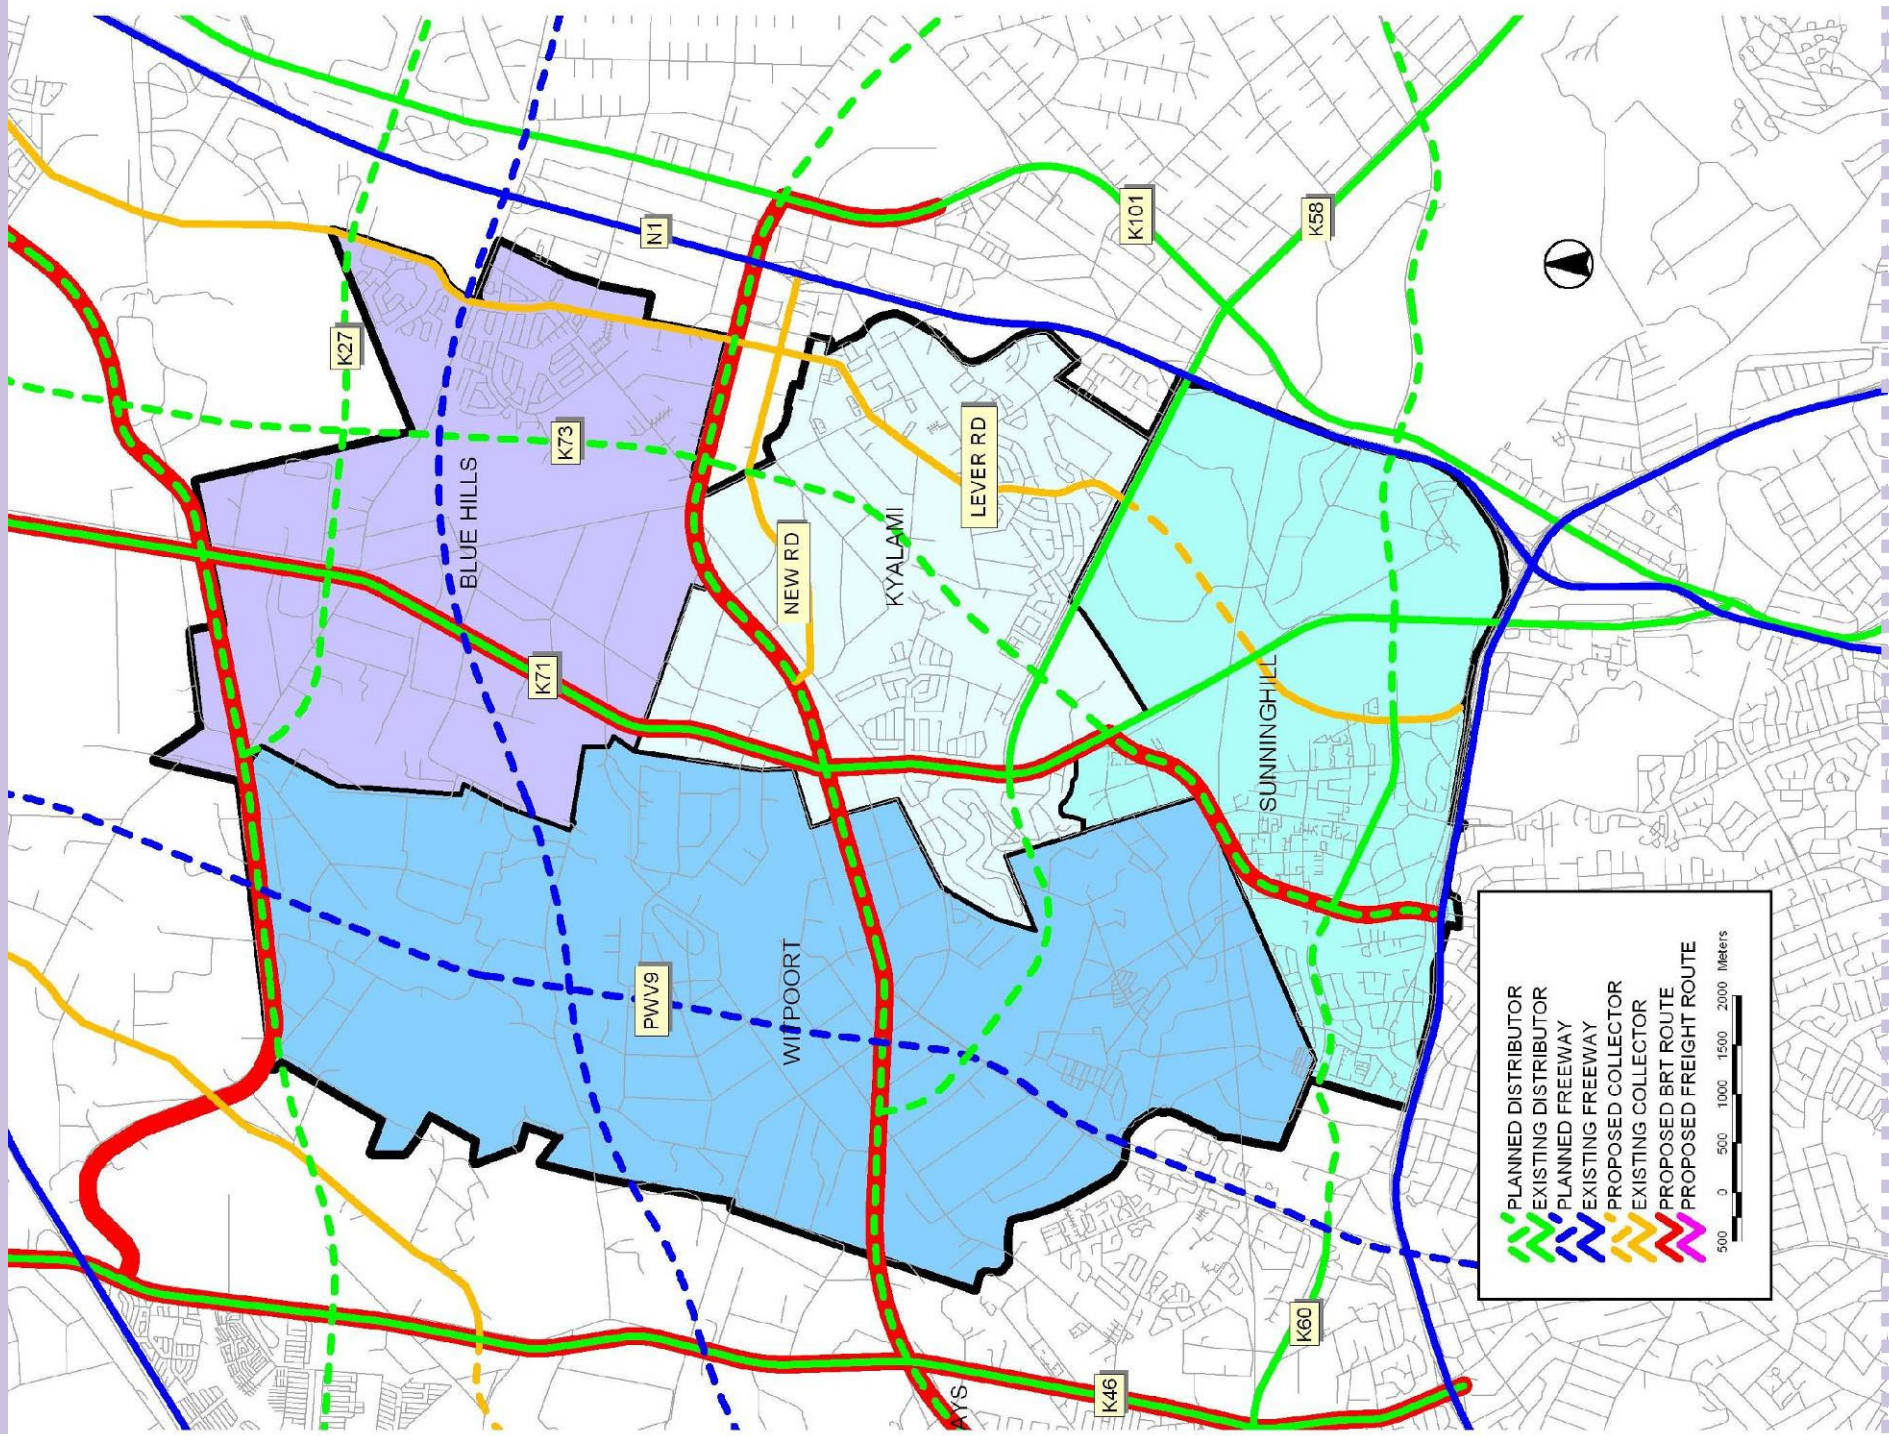 K27
K73
BLUE HILLS
K71
N1
NEW RD
LEVER RD
KYALAMI
K101
K58
SUNNINGHILL
PWV9
WITPOORT
K60
K46
AYS
PLANNED DISTRIBUTOR
EXISTING DISTRIBUTOR
PLANNED FREEWAY
EXISTING FREEWAY
PROPOSED COLLECTOR
EXISTING COLLECTOR
PROPOSED BRT ROUTE
PROPOSED FREIGHT ROUTE
500 0 500 1000 1500 2000 Meters